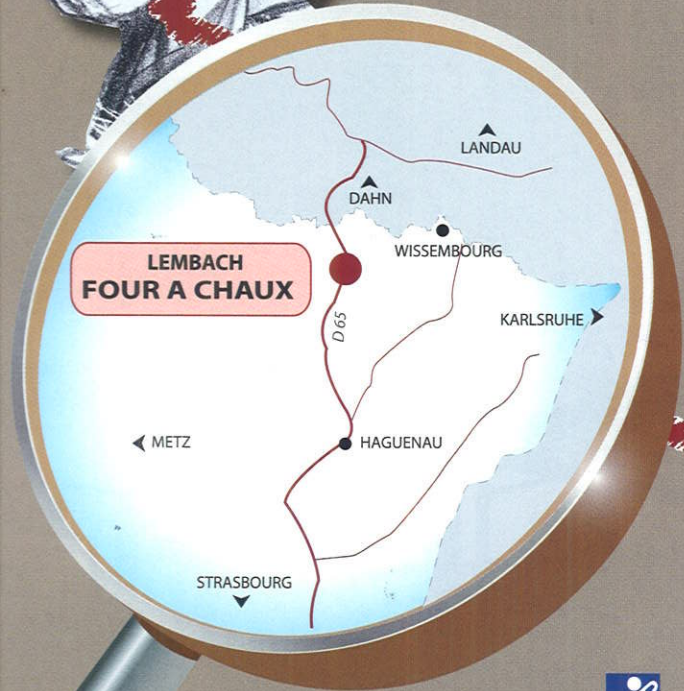 LANDAU
DAHN
WISSEMBOURG
LEMBACH
FOUR A CHAUX
KARLSRUHE
D 65
METZ
HAGUENAU
STRASBOURG